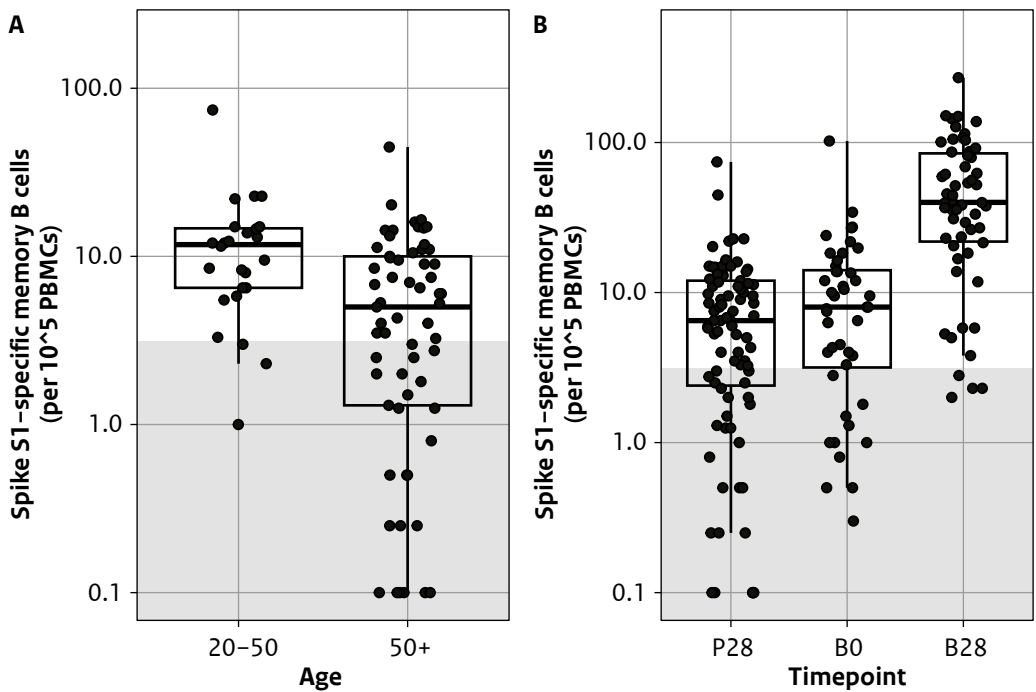 A
Spike S1−specific memory B cells
(per 10^5 PBMCs)
100.0
10.0
1.0
0.1
20−50
50+
Age
B
Spike S1−specific memory B cells
(per 10^5 PBMCs)
100.0
10.0
1.0
0.1
P28
B0
B28
Timepoint